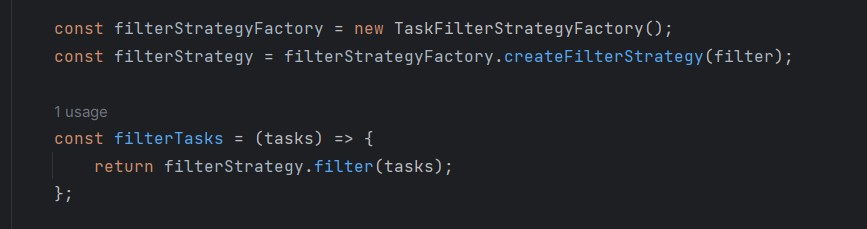 const filterStrategyFactory = new TaskFilterStrategyFactory();
const filterStrategy = filterStrategyFactory.createFilterStrategy(filter);
1 usage
const filterTasks = (tasks) => {
return filterStrategy.filter(tasks);
};